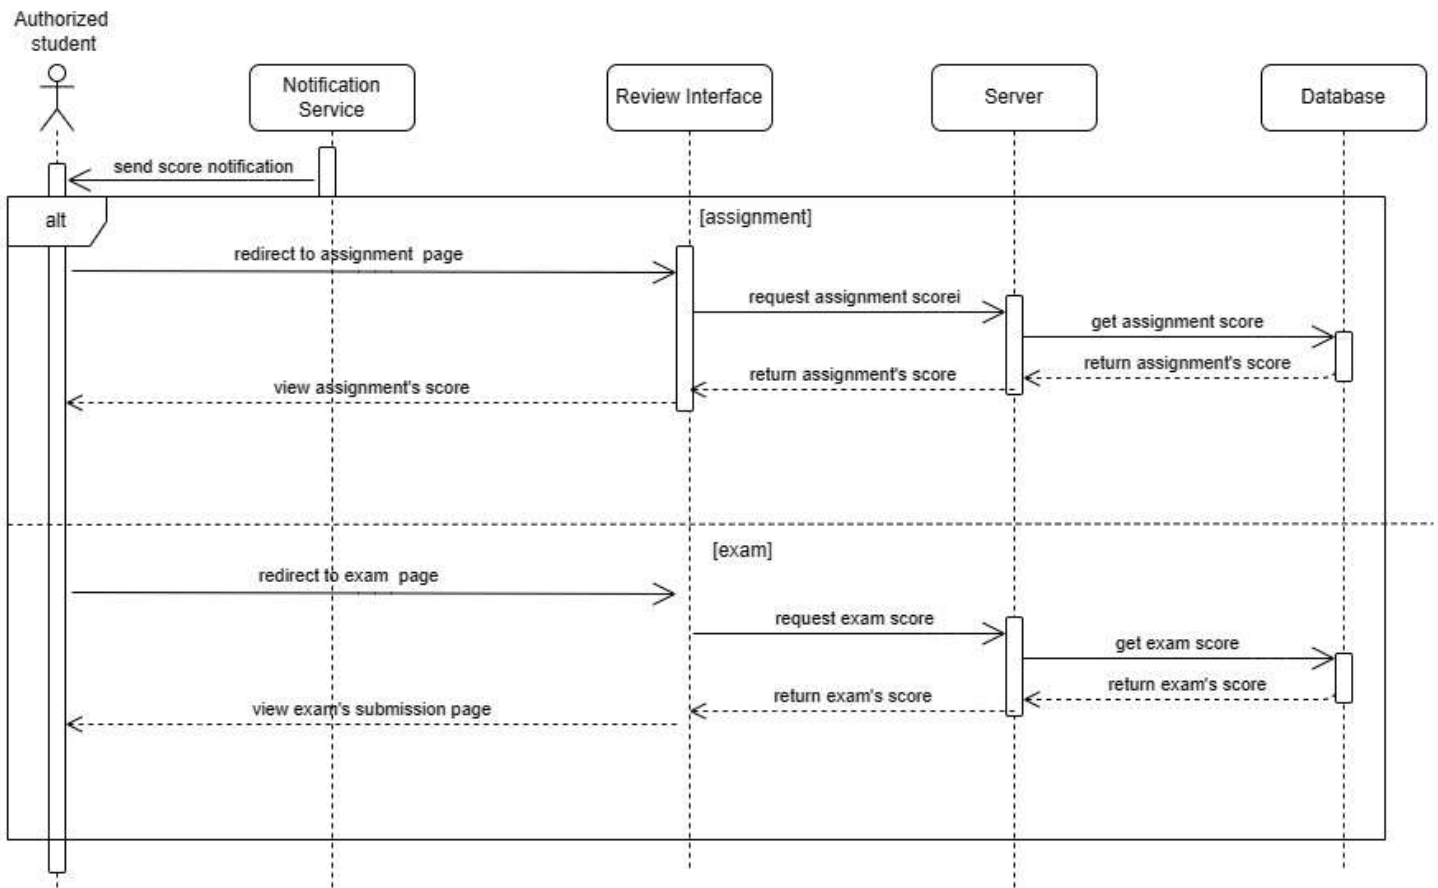 Authorized
student
Notification
Service
Review Interface
Server
Database
send score notification
alt
[assignment]
redirect to assignment page
request assignment scorei
get assignment score
return assignment's score
return assignment's score
view assignment's score
[exam]
redirect to exam page
request exam score
get exam score
return exam's score
return exam's score
view exam's submission page